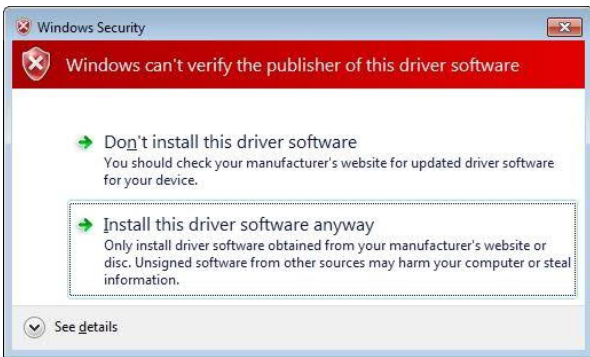 Windows Security
Windows can't verify the publisher of this driver software
Don't install this driver software
You should check your manufacturer's website for updated driver software
for your device.
Install this driver software anyway
Only install driver software obtained from your manufacturer's website or
disc. Unsigned software from other sources may harm your computer or steal
information.
See details